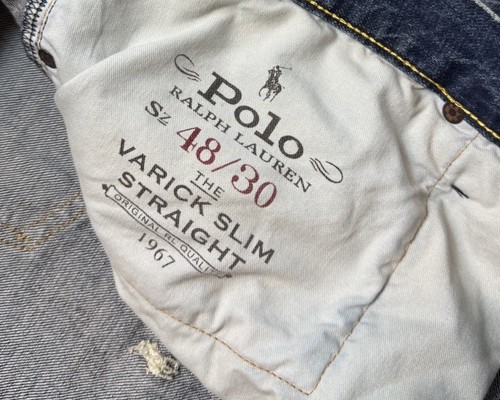 Polo
RALPH LAUREN
Sz 48/30
THE
VARICK SLIM
STRAIGHT
ORIGINAL RL QUALITY
1967